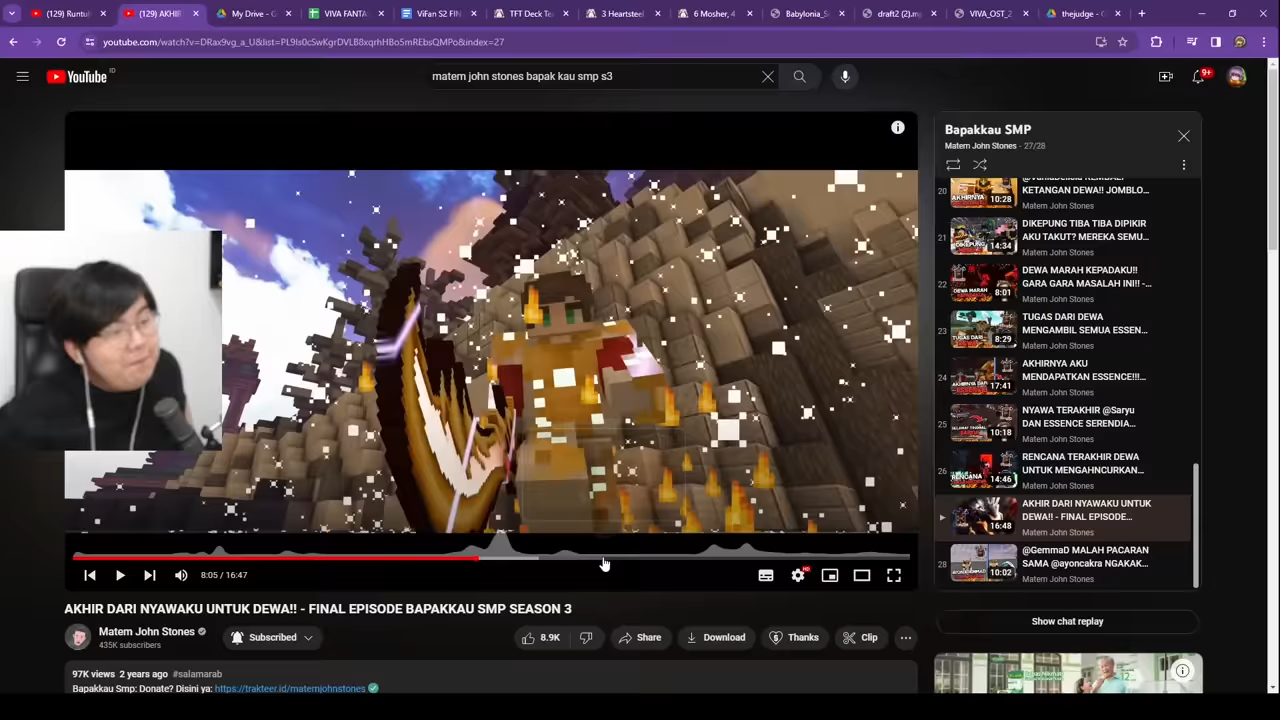 (129) Runtu
(129) AKHIR
My Drive - G
VIVA FANTA
ViFan S2 FIN
TFT Deck Te
3 Heartsteel
6 Mosher, 4
Babylonia_S
draft2 (2).m
VIVA_OST_2
thejudge - G
youtube.com/watch?v=DRax9vg_a_U&list=PL9Is0cSwKgrDVLB8xqrhHBo5mREbsQMPo&index=27
YouTube ID
matem john stones bapak kau smp s3
9+
Bapakkau SMP
Matem John Stones - 27/28
20
KETANGAN DEWA!! JOMBLO...
10:28
Matem John Stones
21
DIKEPUNG TIBA TIBA DIPIKIR
AKU TAKUT? MEREKA SEMU...
14:34
Matem John Stones
22
DEWA MARAH KEPADAKU!!
GARA GARA MASALAH INI!! -...
8:01
Matem John Stones
23
TUGAS DARI DEWA
MENGAMBIL SEMUA ESSEN...
8:29
Matem John Stones
24
AKHIRNYA AKU
MENDAPATKAN ESSENCE!!!...
17:41
Matem John Stones
25
NYAWA TERAKHIR @Saryu
DAN ESSENCE SERENDIA...
10:18
Matem John Stones
26
RENCANA TERAKHIR DEWA
UNTUK MENGAHNCURKAN...
14:46
Matem John Stones
AKHIR DARI NYAWAKU UNTUK
DEWA!! - FINAL EPISODE...
16:48
Matem John Stones
28
@GemmaD MALAH PACARAN
SAMA @ayoncakra NGAKAK...
10:02
Matem John Stones
8:05 / 16:47
HD
AKHIR DARI NYAWAKU UNTUK DEWA!! - FINAL EPISODE BAPAKKAU SMP SEASON 3
Matem John Stones
435K subscribers
Subscribed
8.9K
Share
Download
Thanks
Clip
Show chat replay
97K views 2 years ago #salamarab
Bapakkau Smp: Donate? Disini ya: https://trakteer.id/matemjohnstones